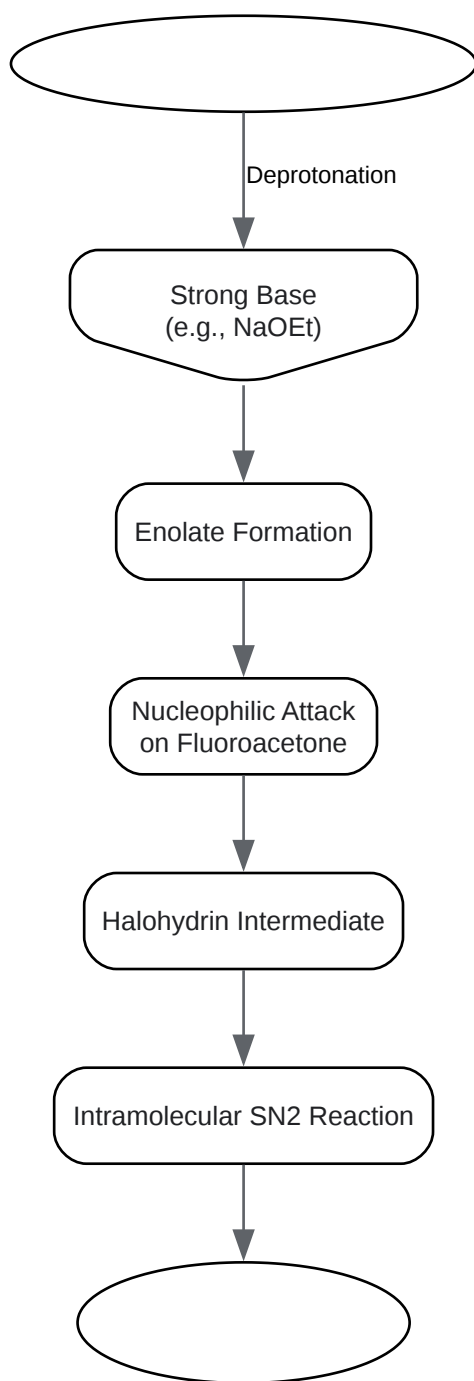 Deprotonation
Strong Base
(e.g., NaOEt)
Enolate Formation
Nucleophilic Attack
on Fluoroacetone
Halohydrin Intermediate
Intramolecular SN2 Reaction